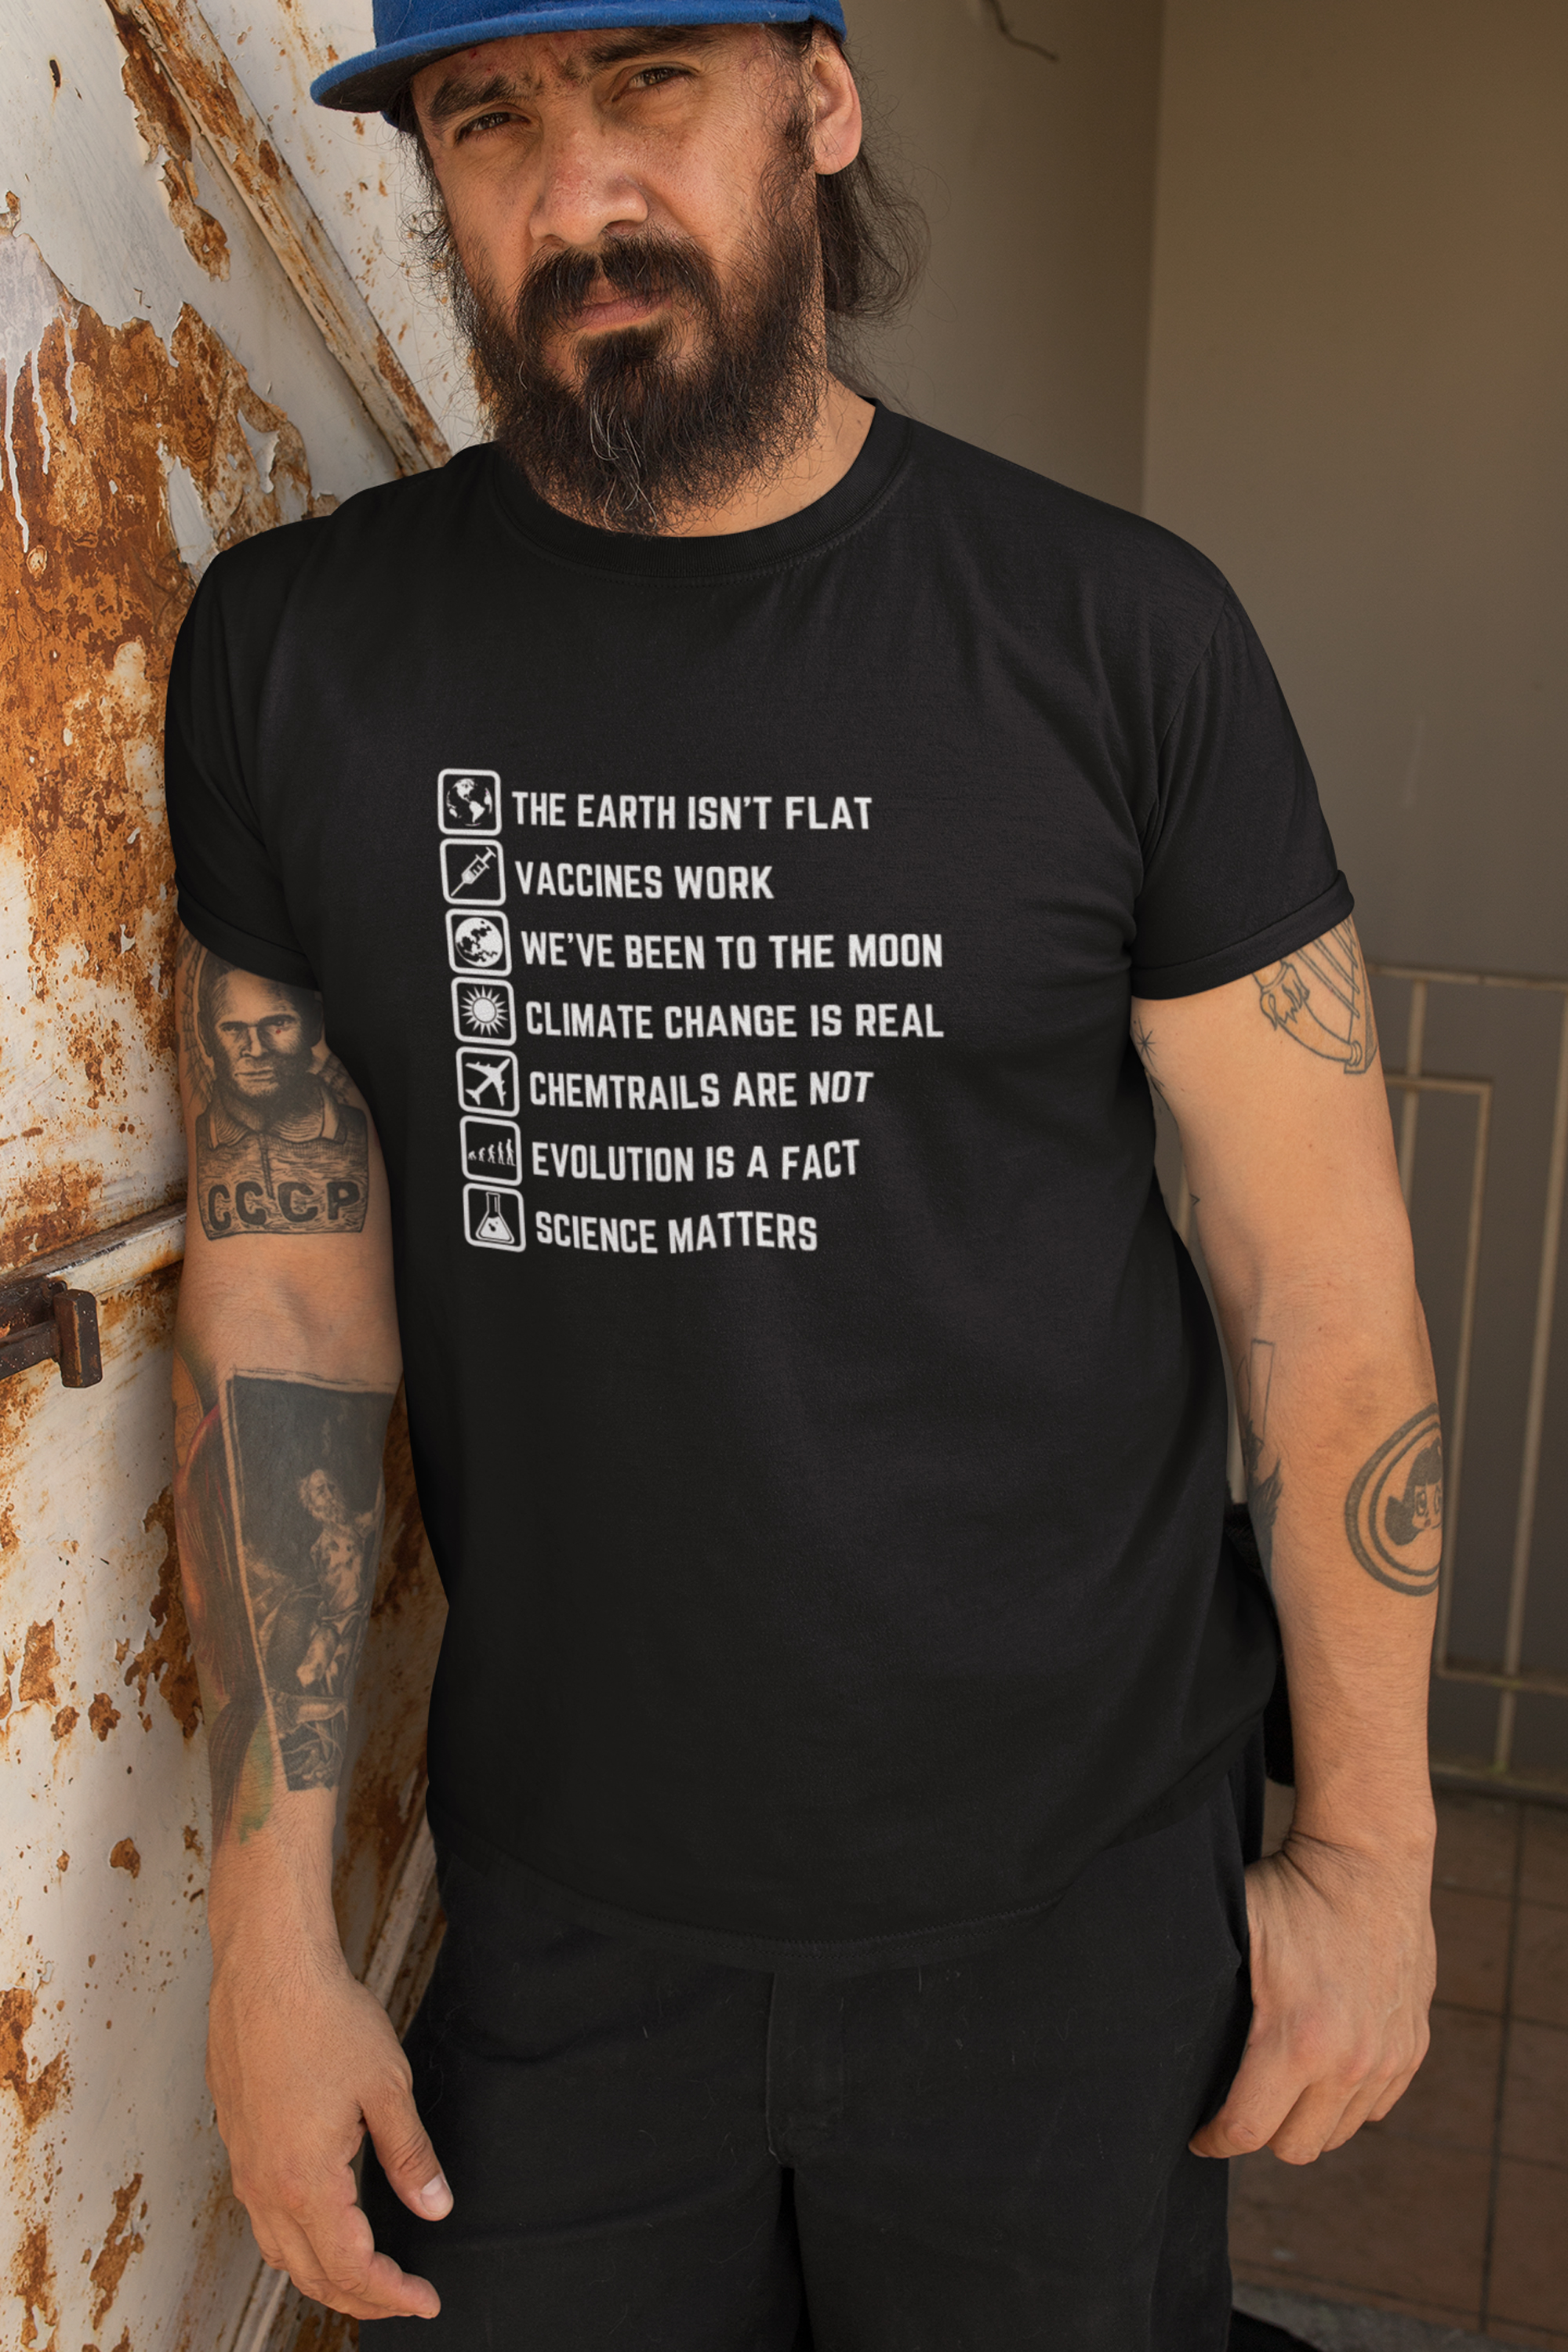 THE EARTH ISN'T FLAT
VACCINES WORK
WE'VE BEEN TO THE MOON
CLIMATE CHANGE IS REAL
CHEMTRAILS ARE NOT
EVOLUTION IS A FACT
SCIENCE MATTERS
CCCP